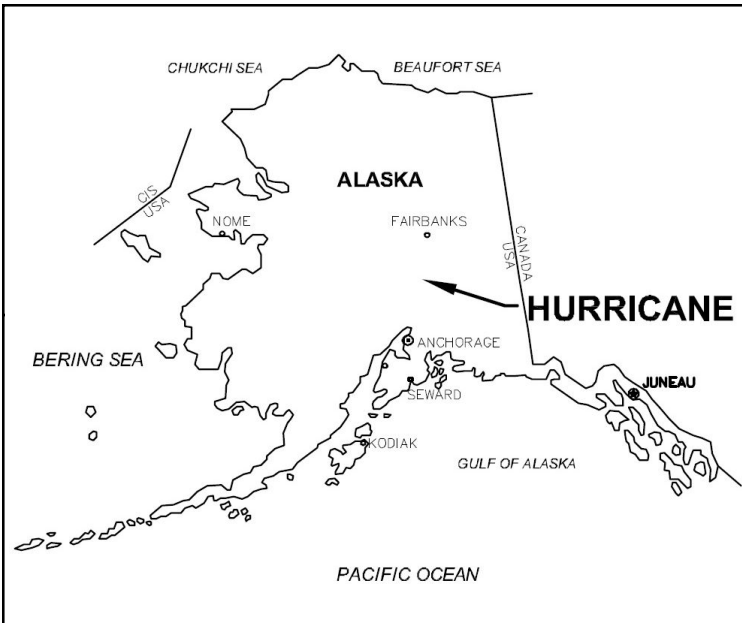 CHUKCHI SEA
BEAUFORT SEA
ALASKA
CIS
USA
NOME
FAIRBANKS
CANADA
USA
HURRICANE
ANCHORAGE
BERING SEA
JUNEAU
SEWARD
KODIAK
GULF OF ALASKA
PACIFIC OCEAN